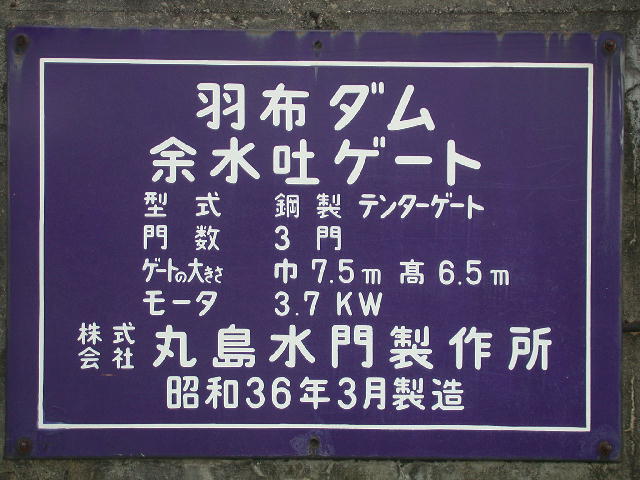 羽布ダム
余水吐ゲート
型式 鋼製 テンターゲート
門数 3門
ゲートの大きさ 巾7.5m 髙6.5m
モータ 3.7KW
株式会社 丸島水門製作所
昭和36年3月製造